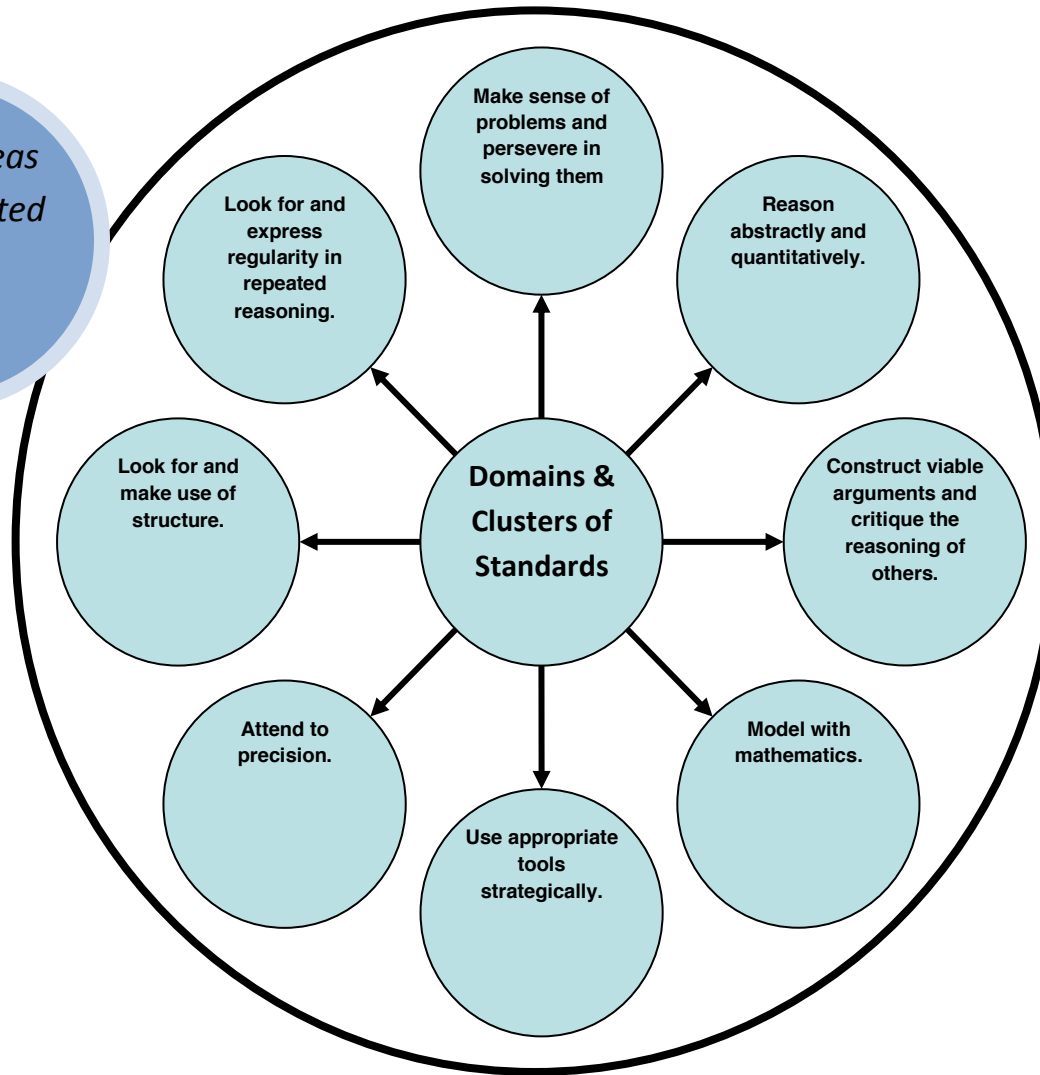 Make sense of
problems and
persevere in
solving them
Reason
abstractly and
quantitatively.
Construct viable
arguments and
critique the
reasoning of
others.
Model with
mathematics.
Use appropriate
tools
strategically.
Attend to
precision.
Look for and
make use of
structure.
Look for and
express
regularity in
repeated
reasoning.
Domains &
Clusters of
Standards